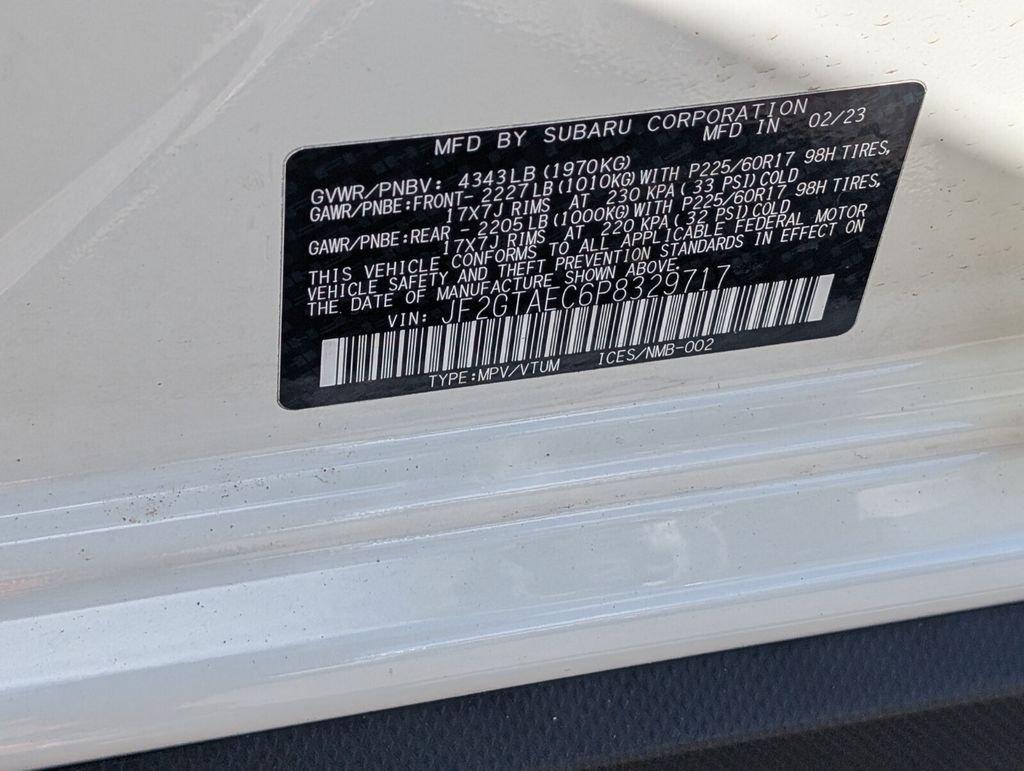 MFD BY SUBARU CORPORATION
MFD IN 02/23
GVWR/PNBV: 4343LB(1970KG)
GAWR/PNBE:FRONT-2227LB(1010KG)WITH P225/60R17 98H TIRES,
17X7J RIMS AT 230 KPA(33 PSI)COLD
GAWR/PNBE:REAR -2205LB(1000KG)WITH P225/60R17 98H TIRES,
17X7J RIMS AT 220 KPA(32 PSI)COLD
THIS VEHICLE CONFORMS TO ALL APPLICABLE FEDERAL MOTOR
VEHICLE SAFETY AND THEFT PREVENTION STANDARDS IN EFFECT ON
THE DATE OF MANUFACTURE SHOWN ABOVE.
VIN: JF2GTAEC6P8329717
TYPE:MPV/VTUM ICES/NMB-002